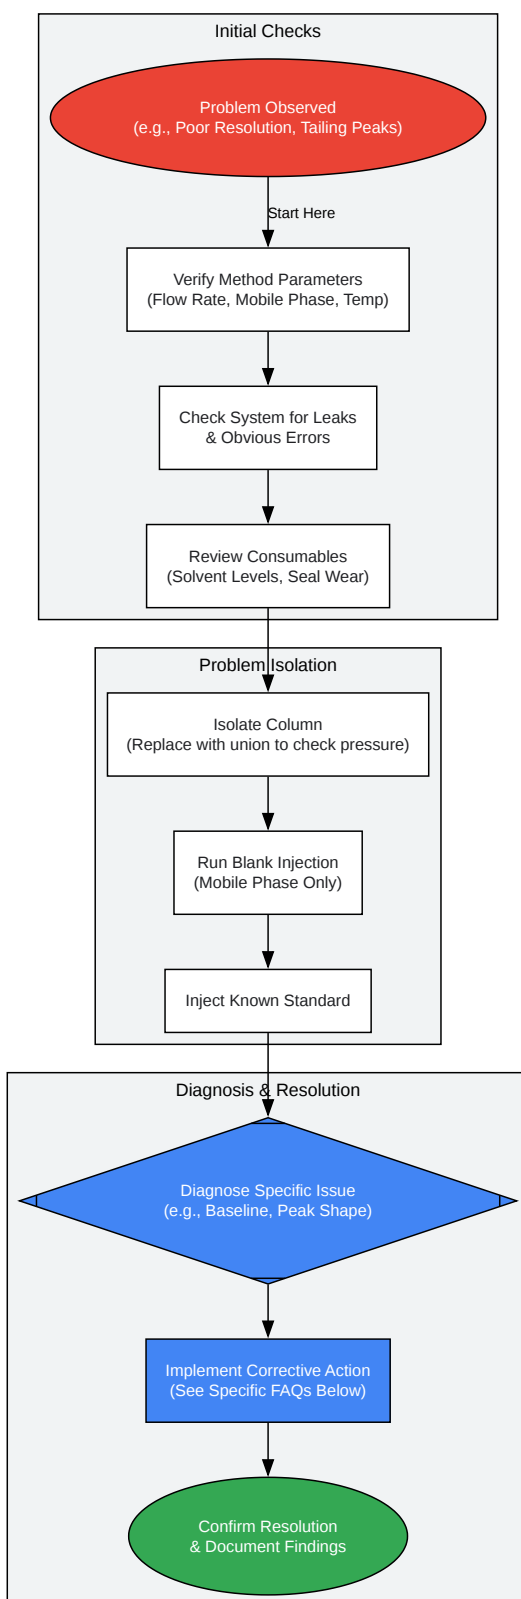 Initial Checks
Problem Observed
(e.g., Poor Resolution, Tailing Peaks)
Start Here
Verify Method Parameters
(Flow Rate, Mobile Phase, Temp)
Check System for Leaks
& Obvious Errors
Review Consumables
(Solvent Levels, Seal Wear)
Problem Isolation
Isolate Column
(Replace with union to check pressure)
Run Blank Injection
(Mobile Phase Only)
Inject Known Standard
Diagnosis & Resolution
Diagnose Specific Issue
(e.g., Baseline, Peak Shape)
Implement Corrective Action
(See Specific FAQs Below)
Confirm Resolution
& Document Findings